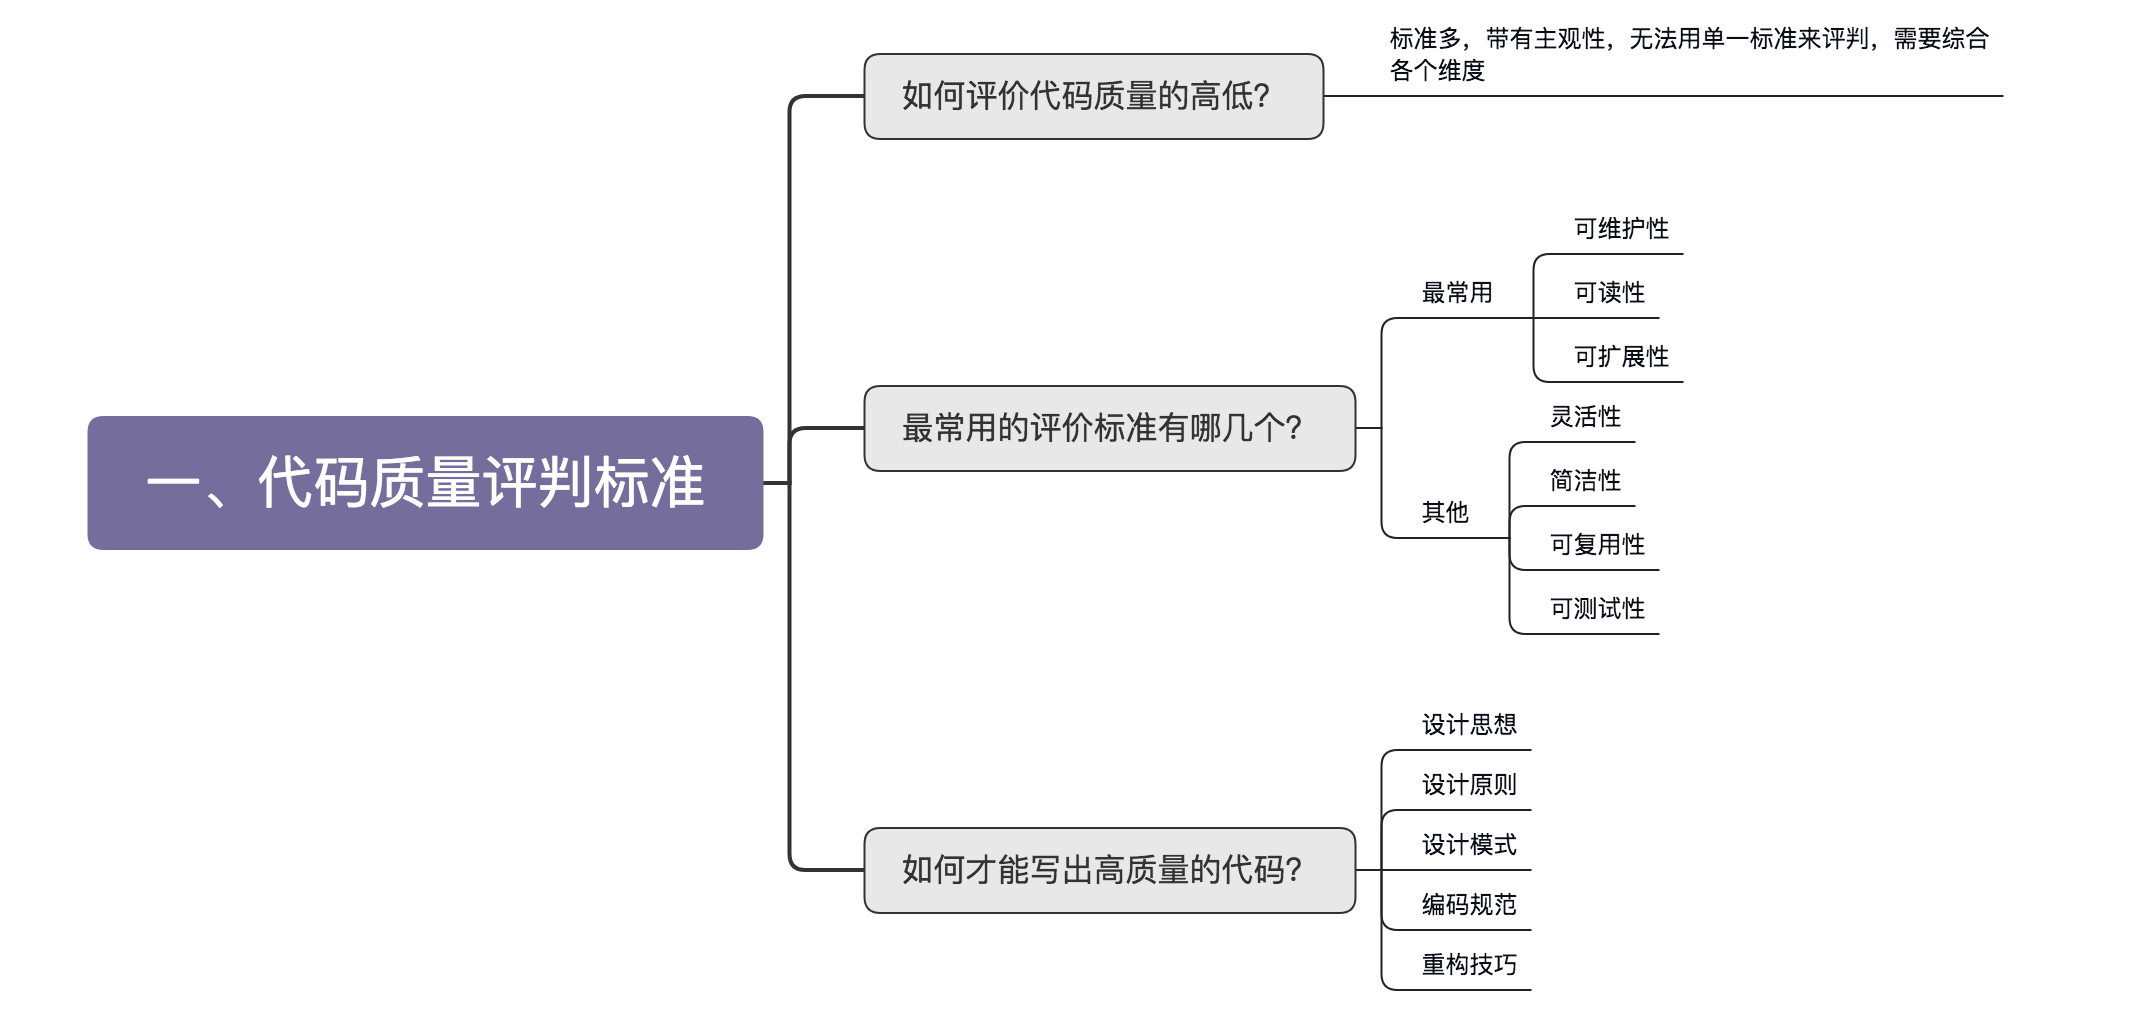 一、代码质量评判标准
如何评价代码质量的高低?
标准多，带有主观性，无法用单一标准来评判，需要综合
各个维度
最常用的评价标准有哪几个?
最常用
可维护性
可读性
可扩展性
其他
灵活性
简洁性
可复用性
可测试性
如何才能写出高质量的代码?
设计思想
设计原则
设计模式
编码规范
重构技巧